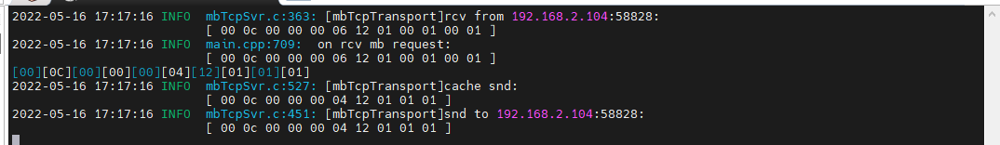 2022-05-16 17:17:16 INFO  mbTcpSvr.c:363: [mbTcpTransport]rcv from 192.168.2.104:58828:
[ 00 0c 00 00 00 06 12 01 00 01 00 01 ]
2022-05-16 17:17:16 INFO  main.cpp:709:  on rcv mb request:
[ 00 0c 00 00 00 06 12 01 00 01 00 01 ]
[00][0C][00][00][00][04][12][01][01][01]
2022-05-16 17:17:16 INFO  mbTcpSvr.c:527: [mbTcpTransport]cache snd:
[ 00 0c 00 00 00 04 12 01 01 01 ]
2022-05-16 17:17:16 INFO  mbTcpSvr.c:451: [mbTcpTransport]snd to 192.168.2.104:58828:
[ 00 0c 00 00 00 04 12 01 01 01 ]